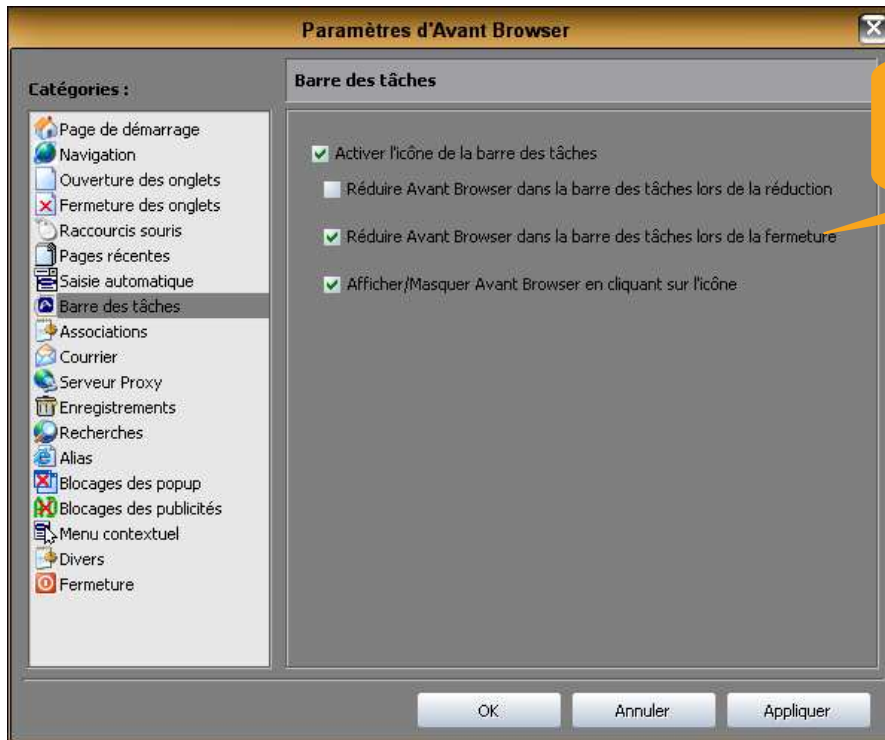 Paramètres d'Avant Browser
Catégories :
Page de démarrage
Navigation
Ouverture des onglets
Fermeture des onglets
Raccourcis souris
Pages récentes
Saisie automatique
Barre des tâches
Associations
Courrier
Serveur Proxy
Enregistrements
Recherches
Alias
Blocages des popup
Blocages des publicités
Menu contextuel
Divers
Fermeture
Barre des tâches
Activer l'icône de la barre des tâches
Réduire Avant Browser dans la barre des tâches lors de la réduction
Réduire Avant Browser dans la barre des tâches lors de la fermeture
Afficher/Masquer Avant Browser en cliquant sur l'icône
OK
Annuler
Appliquer